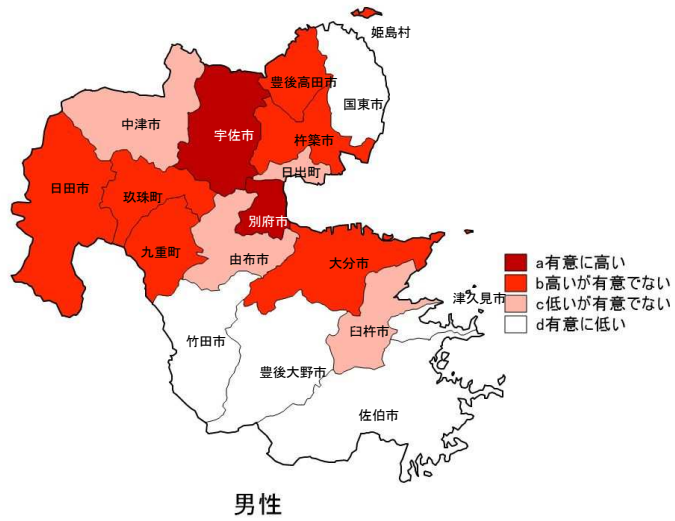 姫島村
豊後高田市
国東市
中津市
宇佐市
杵築市
日出町
日田市
玖珠町
別府市
九重町
由布市
大分市
a有意に高い
b高いが有意でない
c低いが有意でない
d有意に低い
津久見市
臼杵市
竹田市
豊後大野市
佐伯市
男性